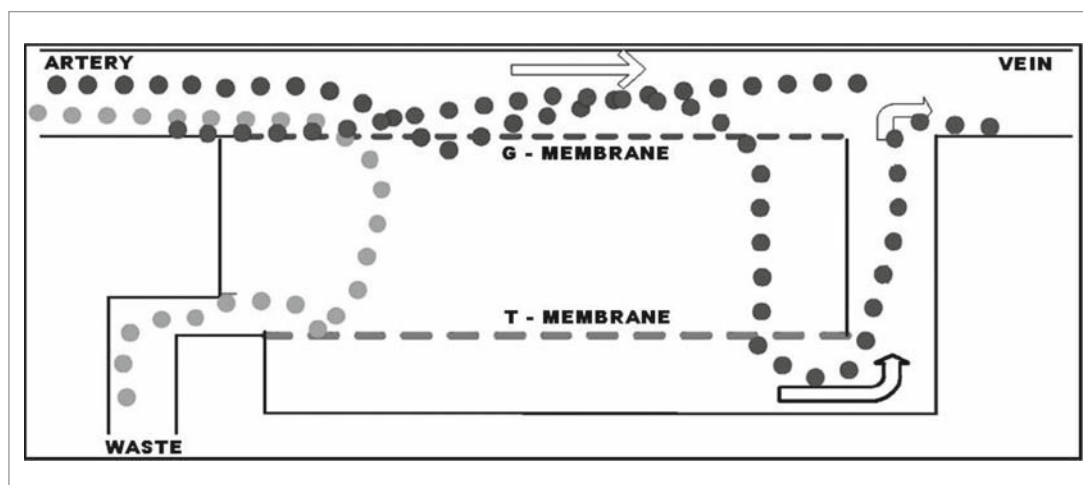 ARTERY
VEIN
G - MEMBRANE
T - MEMBRANE
WASTE